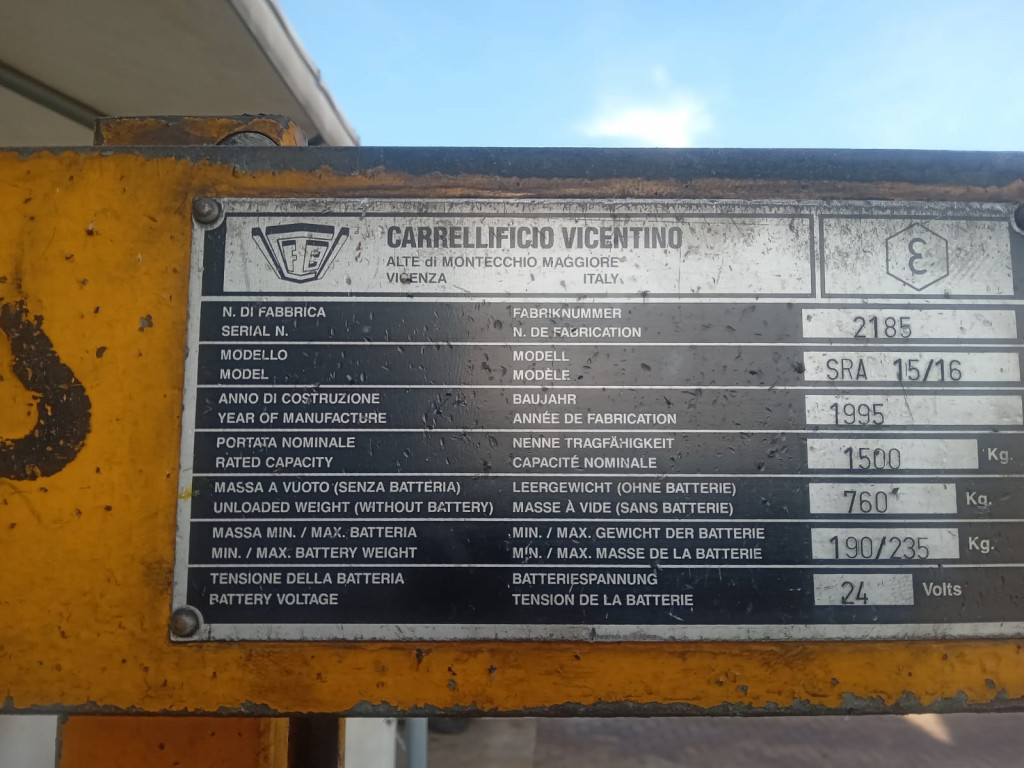 CARRELLIFICIO VICENTINO
ALTE di MONTECCHIO MAGGIORE
VICENZA ITALY
ε
N. DI FABBRICA FABRIKNUMMER
SERIAL N. N. DE FABRICATION 2185
MODELLO MODELL
MODEL MODÈLE SRA 15/16
ANNO DI COSTRUZIONE BAUJAHR
YEAR OF MANUFACTURE ANNÉE DE FABRICATION 1995
PORTATA NOMINALE NENNE TRAGFÄHIGKEIT
RATED CAPACITY CAPACITÉ NOMINALE 1500 Kg.
MASSA A VUOTO (SENZA BATTERIA) LEERGEWICHT (OHNE BATTERIE)
UNLOADED WEIGHT (WITHOUT BATTERY) MASSE À VIDE (SANS BATTERIE) 760 Kg.
MASSA MIN. / MAX. BATTERIA MIN. / MAX. GEWICHT DER BATTERIE
MIN. / MAX. BATTERY WEIGHT MIN. / MAX. MASSE DE LA BATTERIE 190/235 Kg.
TENSIONE DELLA BATTERIA BATTERIESPANNUNG
BATTERY VOLTAGE TENSION DE LA BATTERIE 24 Volts